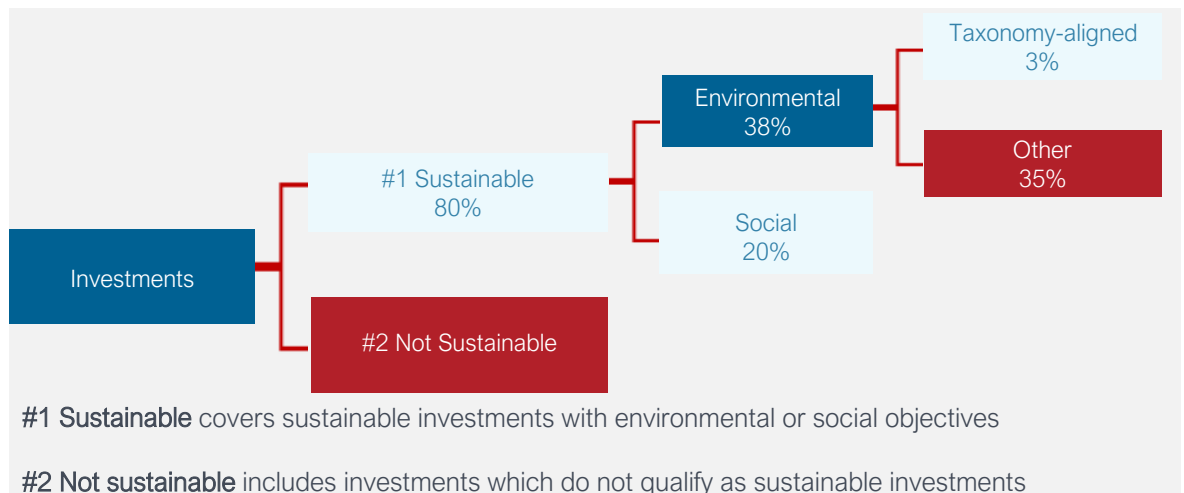 Taxonomy-aligned
3%
Environmental
38%
Other
35%
#1 Sustainable
80%
Social
20%
Investments
#2 Not Sustainable
#1 Sustainable covers sustainable investments with environmental or social objectives
#2 Not sustainable includes investments which do not qualify as sustainable investments